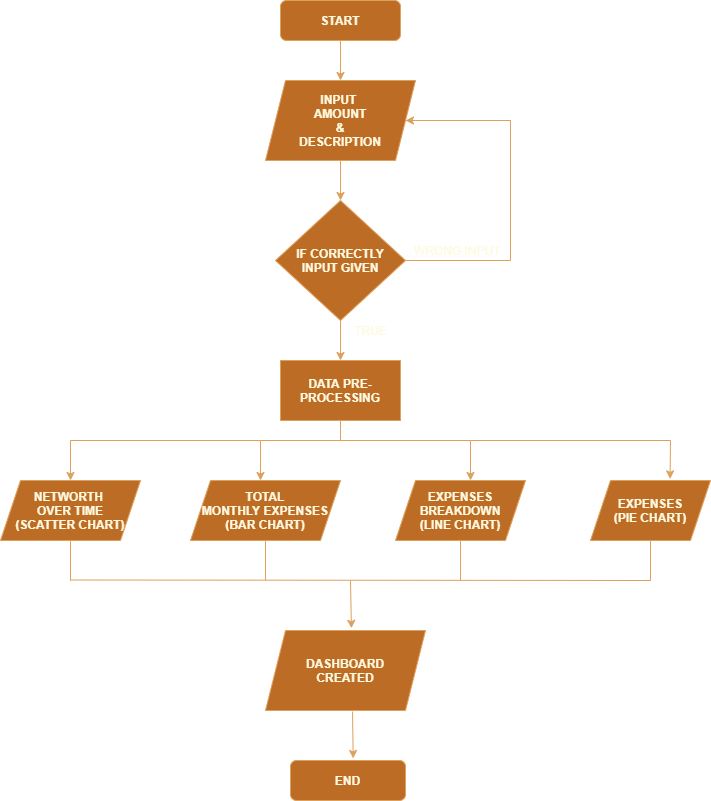 START
INPUT
AMOUNT
&
DESCRIPTION
IF CORRECTLY
INPUT GIVEN
WRONG INPUT
TRUE
DATA PRE-
PROCESSING
NETWORTH
OVER TIME
(SCATTER CHART)
TOTAL
MONTHLY EXPENSES
(BAR CHART)
EXPENSES
BREAKDOWN
(LINE CHART)
EXPENSES
(PIE CHART)
DASHBOARD
CREATED
END